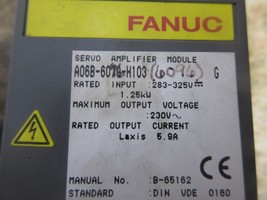 FANUC
SERVO AMPLIFIER MODULE
A06B-6079-H103 (6096) G
RATED INPUT :283-325V⎓
1.25kW
MAXIMUM OUTPUT VOLTAGE
:230V~
RATED OUTPUT CURRENT
Laxis 5.9A
MANUAL NO. :B-65162
STANDARD :DIN VDE 0160